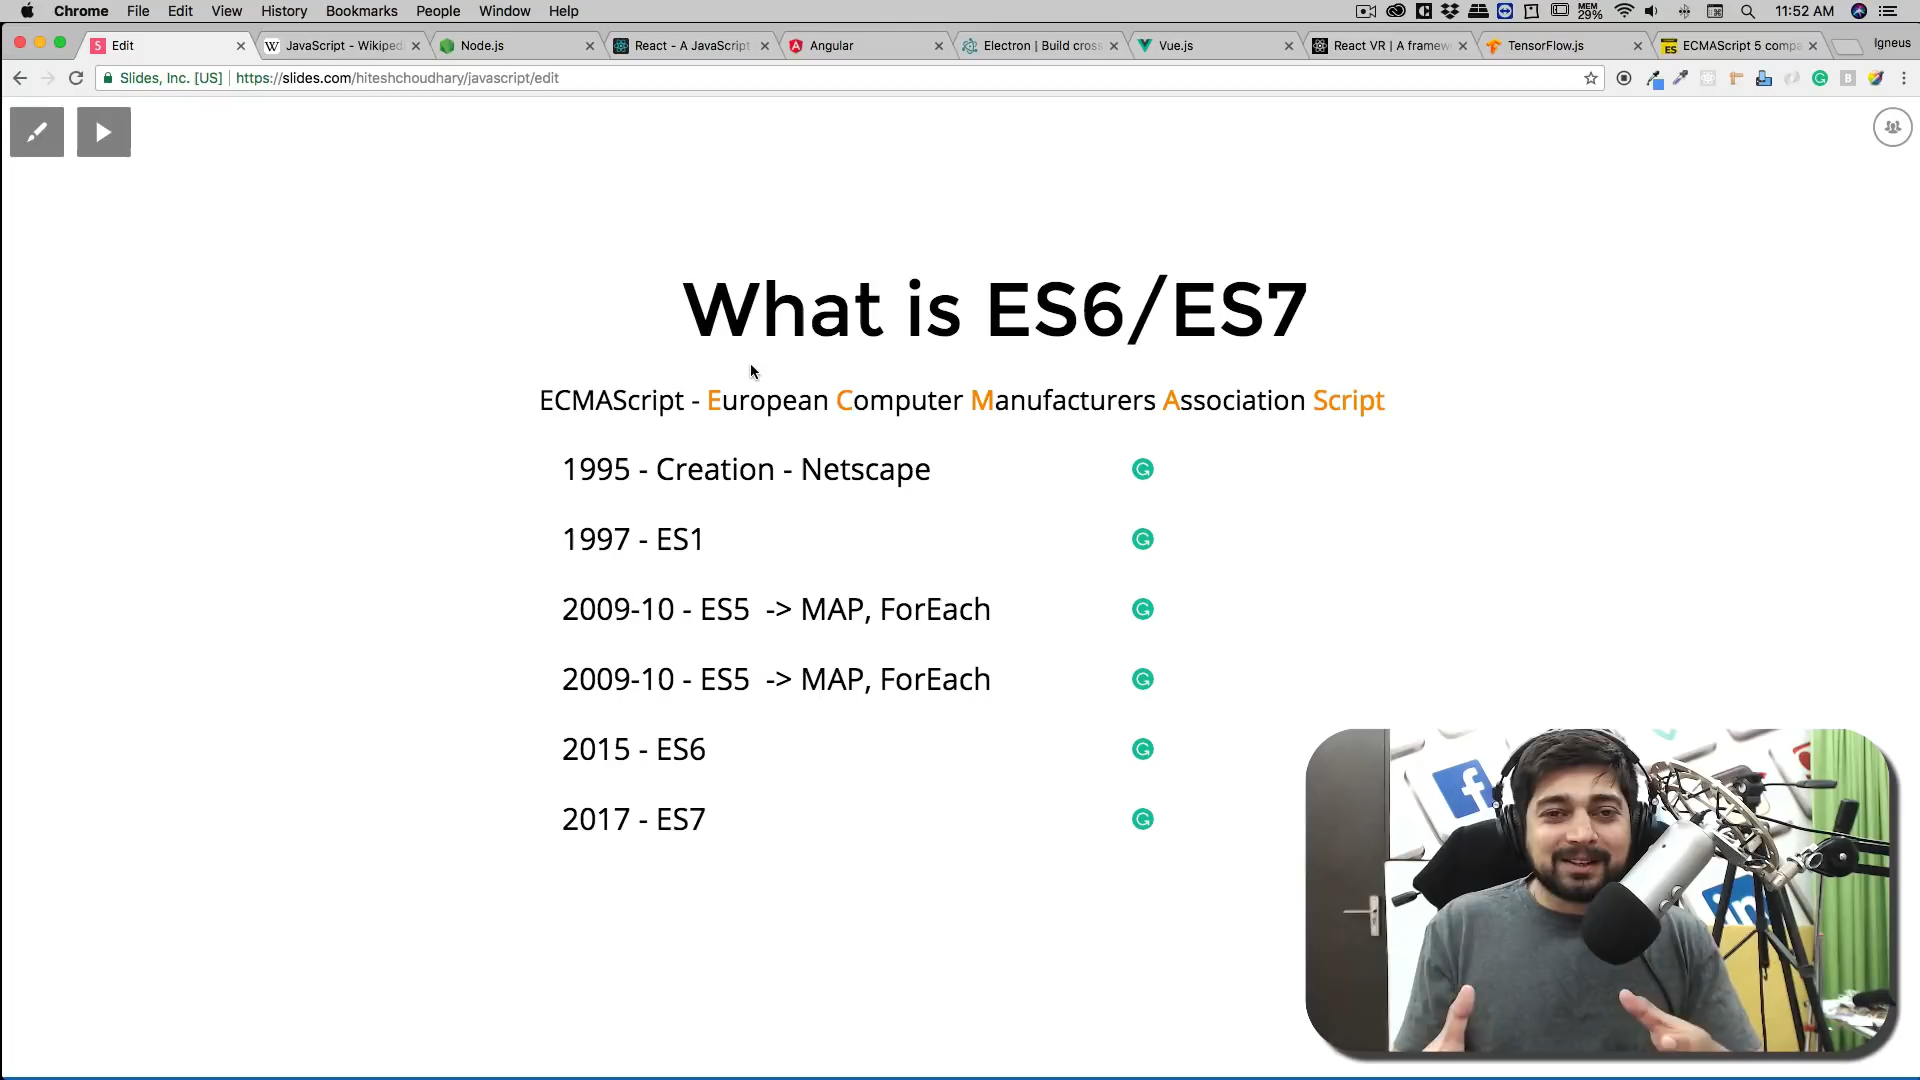 Chrome File Edit View History Bookmarks People Window Help MEM 29% 11:52 AM
Edit JavaScript - Wikiped Node.js React - A JavaScript Angular Electron | Build cros Vue.js React VR | A framew TensorFlow.js ECMAScript 5 compa Igneus
Slides, Inc. [US] https://slides.com/hiteshchoudhary/javascript/edit
What is ES6/ES7
ECMAScript - European Computer Manufacturers Association Script
1995 - Creation - Netscape
1997 - ES1
2009-10 - ES5 -> MAP, ForEach
2009-10 - ES5 -> MAP, ForEach
2015 - ES6
2017 - ES7